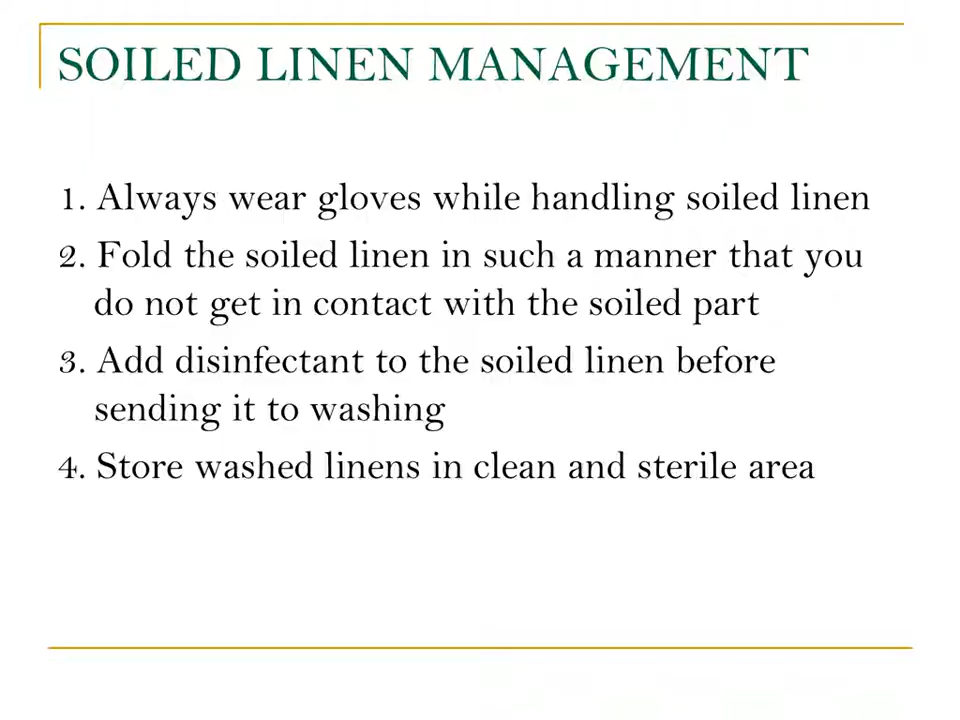 SOILED LINEN MANAGEMENT
1. Always wear gloves while handling soiled linen
2. Fold the soiled linen in such a manner that you
do not get in contact with the soiled part
3. Add disinfectant to the soiled linen before
sending it to washing
4. Store washed linens in clean and sterile area